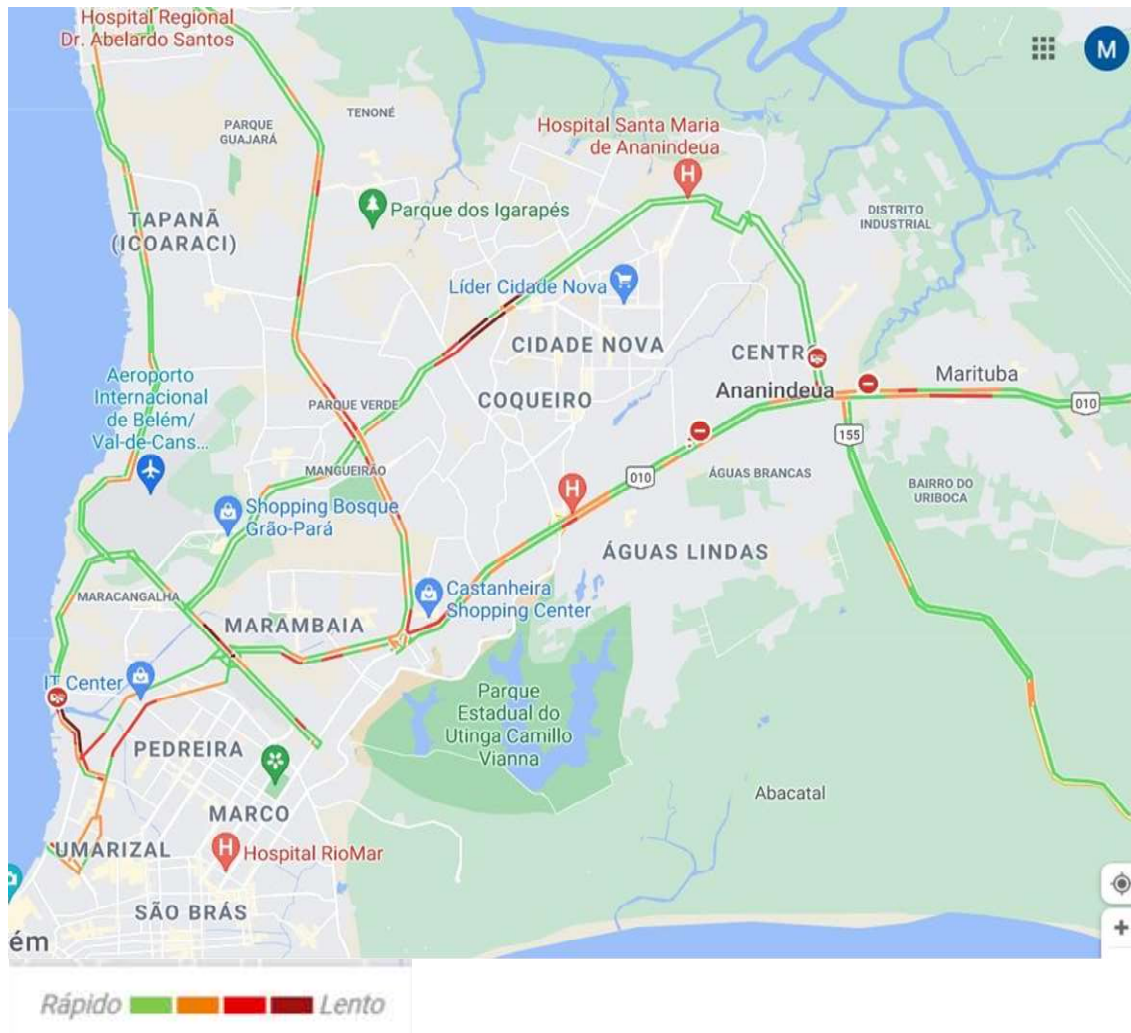 Hospital Regional
Dr. Abelardo Santos
M
TENONÉ
PARQUE
GUAJARÁ
Hospital Santa Maria
de Ananindeua
H
Parque dos Igarapés
DISTRITO
INDUSTRIAL
TAPANÃ
(ICOARACI)
Líder Cidade Nova
CIDADE NOVA
CENTR
Aeroporto
Internacional
de Belém/
Val-de-Cans...
Marituba
Ananindeua
COQUEIRO
PARQUE VERDE
010
155
MANGUEIRÃO
010
ÁGUAS BRANCAS
BAIRRO DO
URIBOCA
H
Shopping Bosque
Grão-Pará
ÁGUAS LINDAS
Castanheira
Shopping Center
MARACANGALHA
MARAMBAIA
IT Center
Parque
Estadual do
Utinga Camillo
Vianna
PEDREIRA
Abacatal
MARCO
UMARIZAL
H
Hospital RioMar
SÃO BRÁS
ém
+
Rápido
Lento